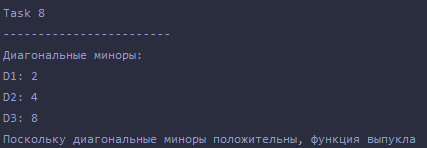 Task 8
------------------------
Диагональные миноры:
D1: 2
D2: 4
D3: 8
Поскольку диагональные миноры положительны, функция выпукла